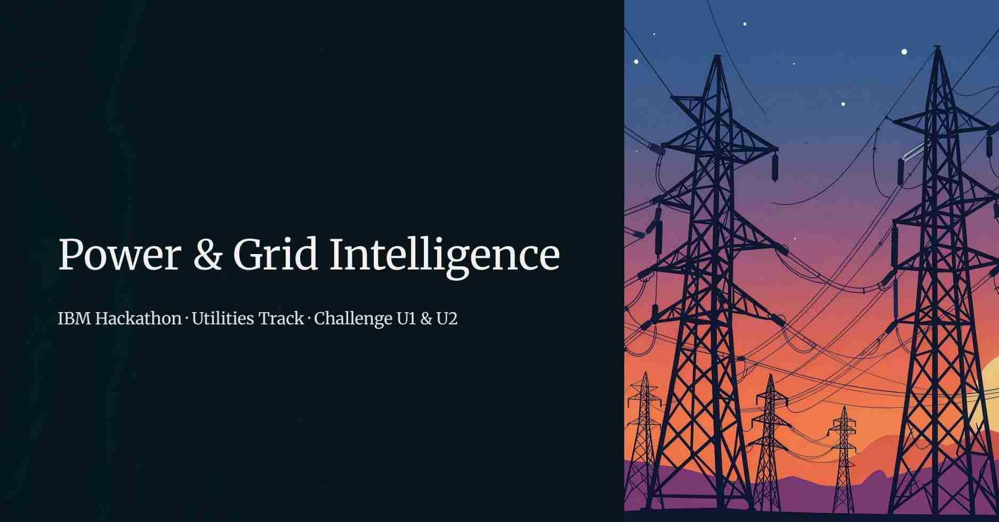 Power & Grid Intelligence
IBM Hackathon · Utilities Track · Challenge U1 & U2